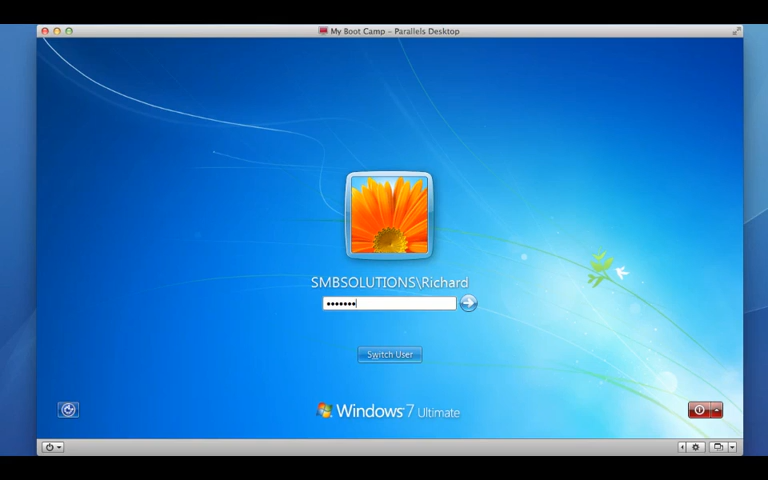 My Boot Camp – Parallels Desktop
SMBSOLUTIONS\Richard
•••••••
Switch User
Windows 7 Ultimate